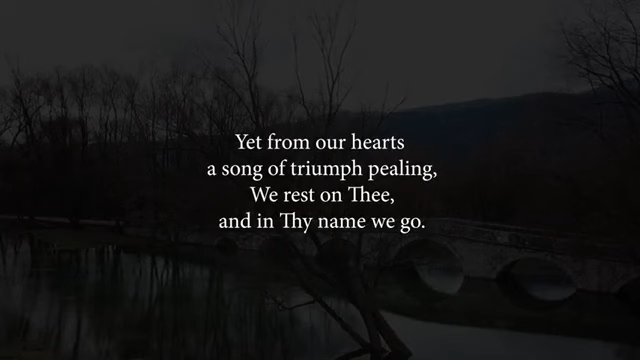 Yet from our hearts
a song of triumph pealing,
We rest on Thee,
and in Thy name we go.